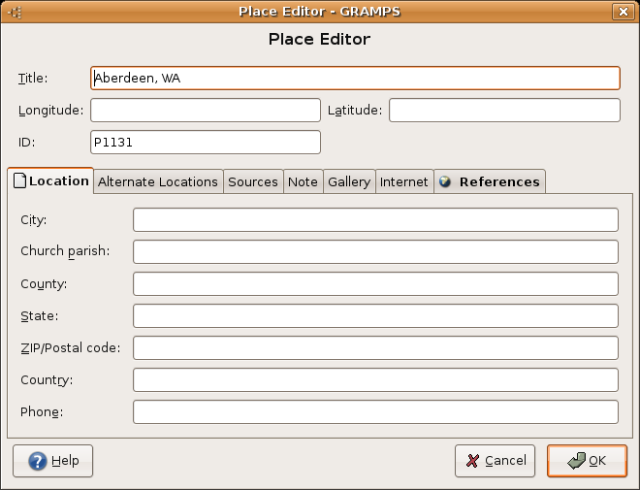 Place Editor - GRAMPS
Place Editor
Title: Aberdeen, WA
Longitude: Latitude:
ID: P1131
Location Alternate Locations Sources Note Gallery Internet References
City:
Church parish:
County:
State:
ZIP/Postal code:
Country:
Phone:
Help Cancel OK